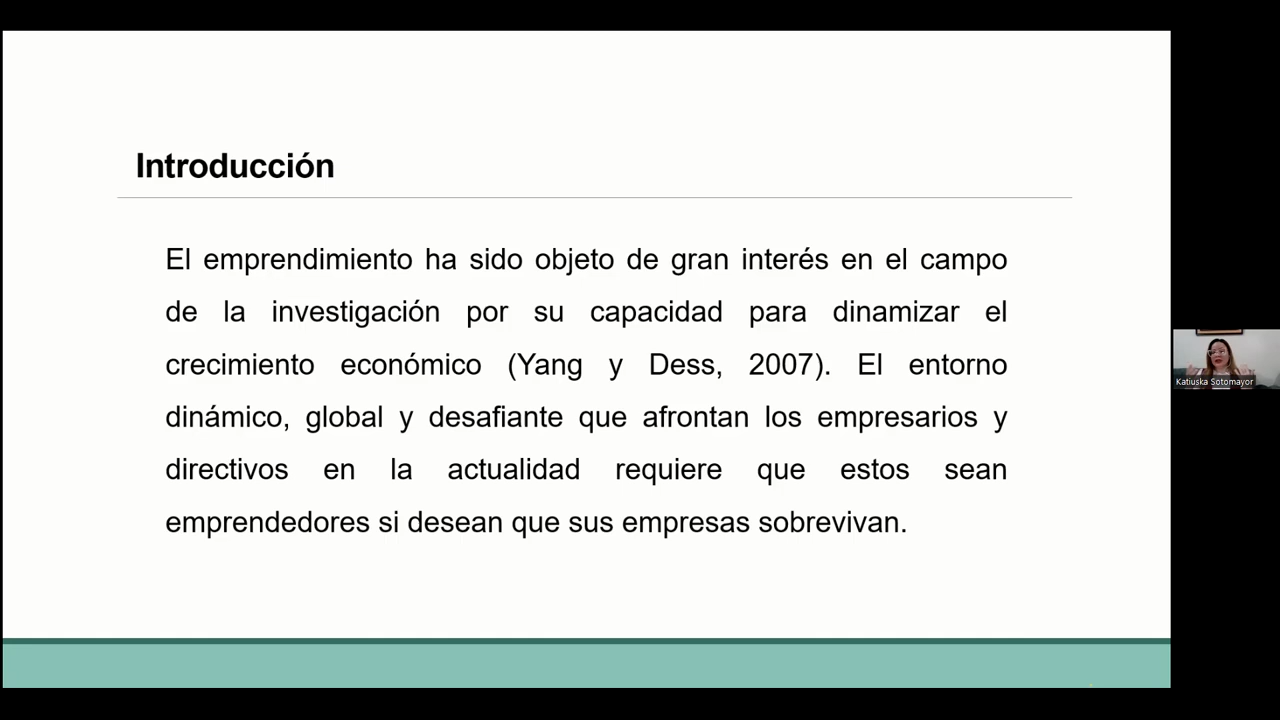 Introducción
El emprendimiento ha sido objeto de gran interés en el campo
de la investigación por su capacidad para dinamizar el
crecimiento económico (Yang y Dess, 2007). El entorno
dinámico, global y desafiante que afrontan los empresarios y
directivos en la actualidad requiere que estos sean
emprendedores si desean que sus empresas sobrevivan.
Katiuska Sotomayor